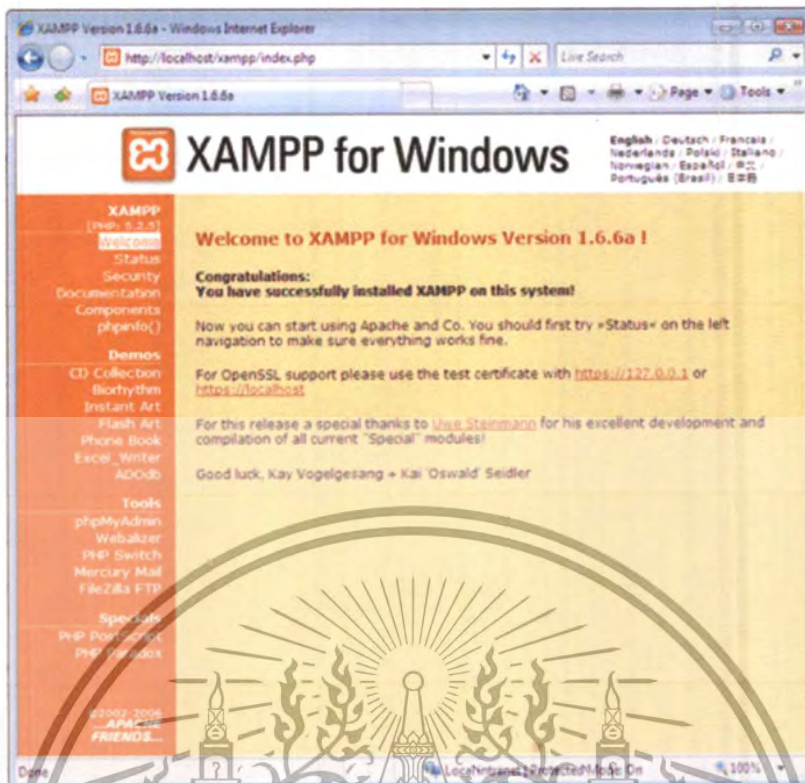 XAMPP Version 1.6.6a - Windows Internet Explorer
http://localhost/xampp/index.php
Live Search
XAMPP Version 1.6.6a
Page
Tools
XAMPP for Windows
English / Deutsch / Francais /
Nederlands / Polski / Italiano /
Norwegian / Español / 中文 /
Português (Brasil) / 日本語
XAMPP
[PHP: 5.2.5]
Welcome
Status
Security
Documentation
Components
phpinfo()
Demos
CD Collection
Biorhythm
Instant Art
Flash Art
Phone Book
Excel_Writer
ADOdb
Tools
phpMyAdmin
Webalizer
PHP Switch
Mercury Mail
FileZilla FTP
Specials
PHP PostScript
PHP Paradox
©2002-2006
...APACHE
FRIENDS...
Welcome to XAMPP for Windows Version 1.6.6a !
Congratulations:
You have successfully installed XAMPP on this system!
Now you can start using Apache and Co. You should first try »Status« on the left
navigation to make sure everything works fine.
For OpenSSL support please use the test certificate with https://127.0.0.1 or
https://localhost
For this release a special thanks to Uwe Steinmann for his excellent development and
compilation of all current "Special" modules!
Good luck, Kay Vogelgesang + Kai 'Oswald' Seidler
Done
Local intranet | Protected Mode: On
100%